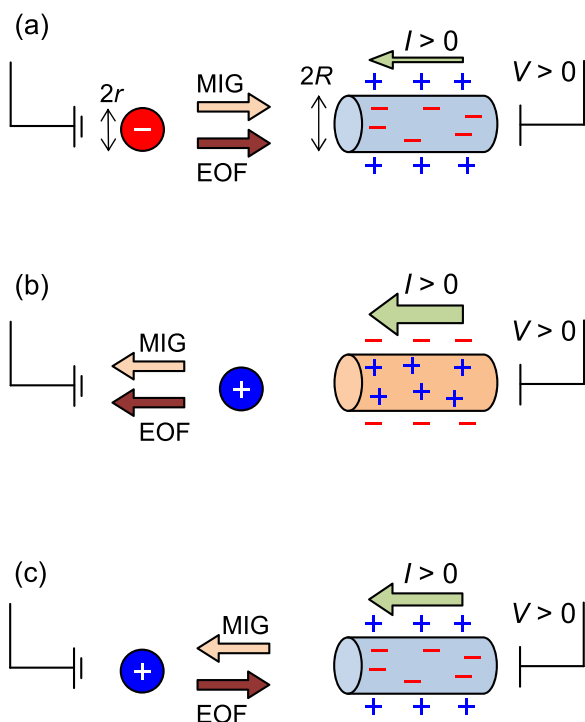 (a)
I > 0
2r
MIG
2R
V > 0
−
+ + +
− − −
− − −
EOF
+ + +
(b)
I > 0
MIG
V > 0
− − −
+
+ + +
+ + +
EOF
− − −
(c)
I > 0
MIG
V > 0
+ + +
+
− − −
− − −
EOF
+ + +